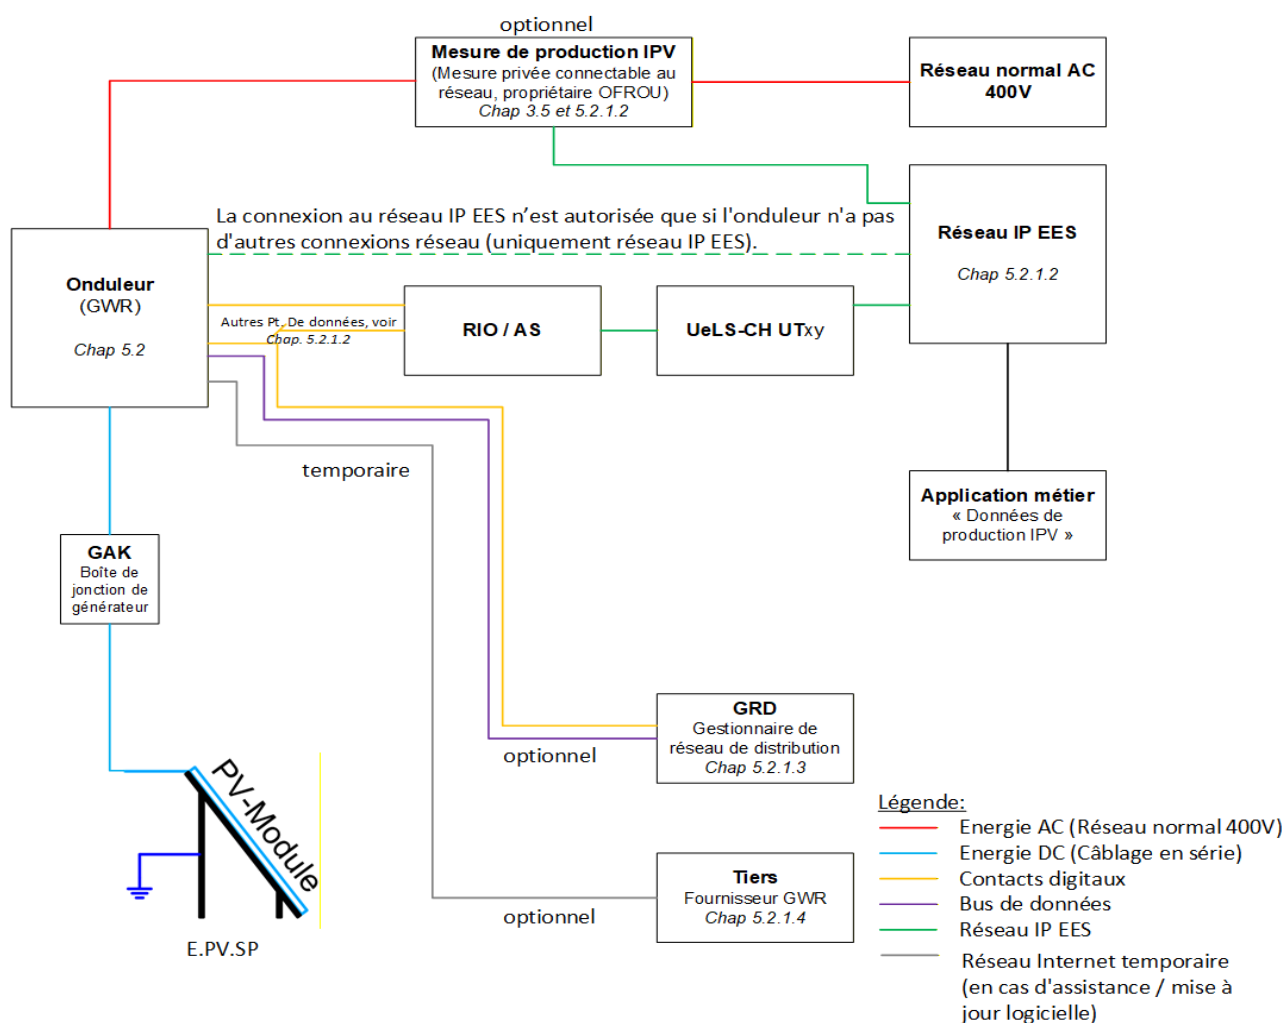 optionnel
Mesure de production IPV
(Mesure privée connectable au
réseau, propriétaire OFROU)
Chap 3.5 et 5.2.1.2
Réseau normal AC
400V
La connexion au réseau IP EES n’est autorisée que si l'onduleur n'a pas
d'autres connexions réseau (uniquement réseau IP EES).
Réseau IP EES
Chap 5.2.1.2
Onduleur
(GWR)
Chap 5.2
Autres Pt. De données, voir
Chap. 5.2.1.2
RIO / AS
UeLS-CH UTxy
temporaire
Application métier
« Données de
production IPV »
GAK
Boîte de
jonction de
générateur
GRD
Gestionnaire de
réseau de distribution
Chap 5.2.1.3
optionnel
PV-Module
E.PV.SP
Tiers
Fournisseur GWR
Chap 5.2.1.4
optionnel
Légende:
Energie AC (Réseau normal 400V)
Energie DC (Câblage en série)
Contacts digitaux
Bus de données
Réseau IP EES
Réseau Internet temporaire
(en cas d'assistance / mise à
jour logicielle)